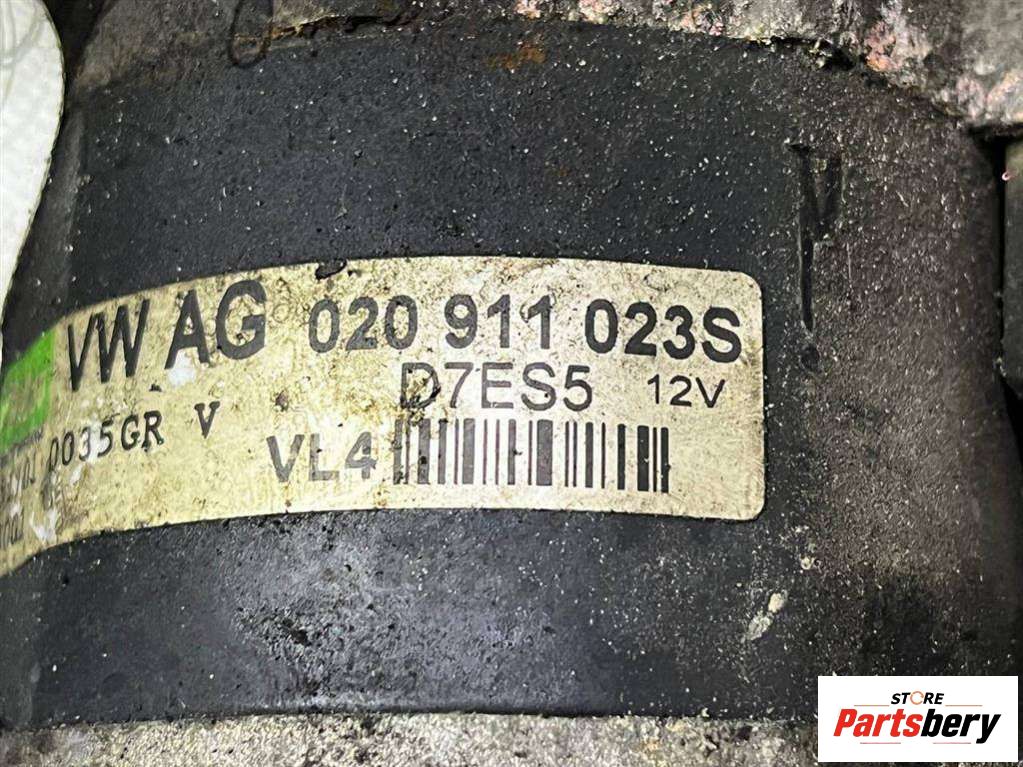 VW AG 020 911 023S
D7ES5 12V
0035GR V
VL4
STORE
Partsbery